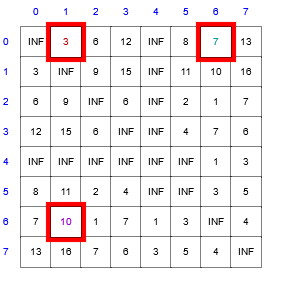 0 1 2 3 4 5 6 7
0 INF 3 6 12 INF 8 7 13
1 3 INF 9 15 INF 11 10 16
2 6 9 INF 6 INF 2 1 7
3 12 15 6 INF INF 4 7 6
4 INF INF INF INF INF INF 1 3
5 8 11 2 4 INF INF 3 5
6 7 10 1 7 1 3 INF 4
7 13 16 7 6 3 5 4 INF